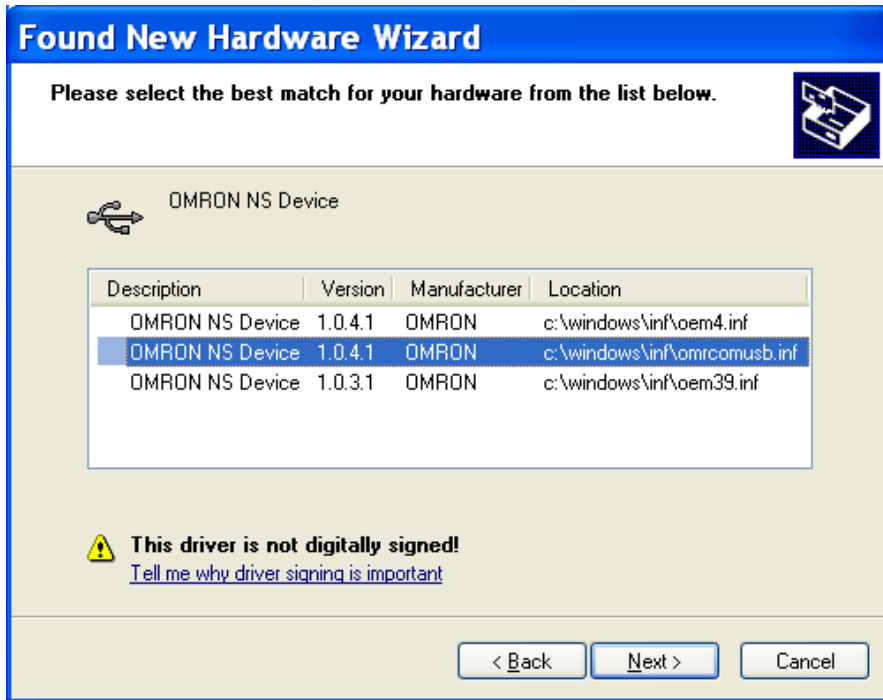 Found New Hardware Wizard
Please select the best match for your hardware from the list below.
OMRON NS Device
Description Version Manufacturer Location
OMRON NS Device 1.0.4.1 OMRON c:\windows\inf\oem4.inf
OMRON NS Device 1.0.4.1 OMRON c:\windows\inf\omrcomusb.inf
OMRON NS Device 1.0.3.1 OMRON c:\windows\inf\oem39.inf
This driver is not digitally signed!
Tell me why driver signing is important
< Back Next > Cancel